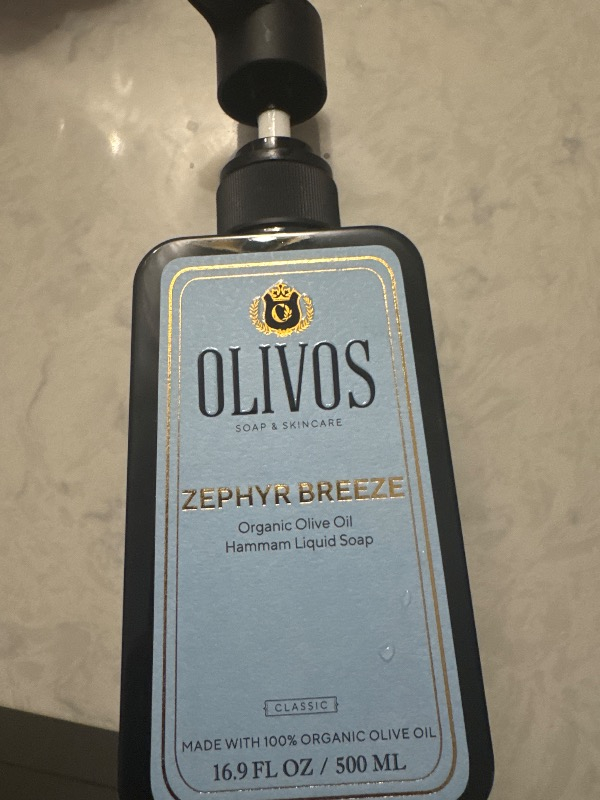 OLIVOS
SOAP & SKINCARE
ZEPHYR BREEZE
Organic Olive Oil
Hammam Liquid Soap
CLASSIC
MADE WITH 100% ORGANIC OLIVE OIL
16.9 FL OZ / 500 ML